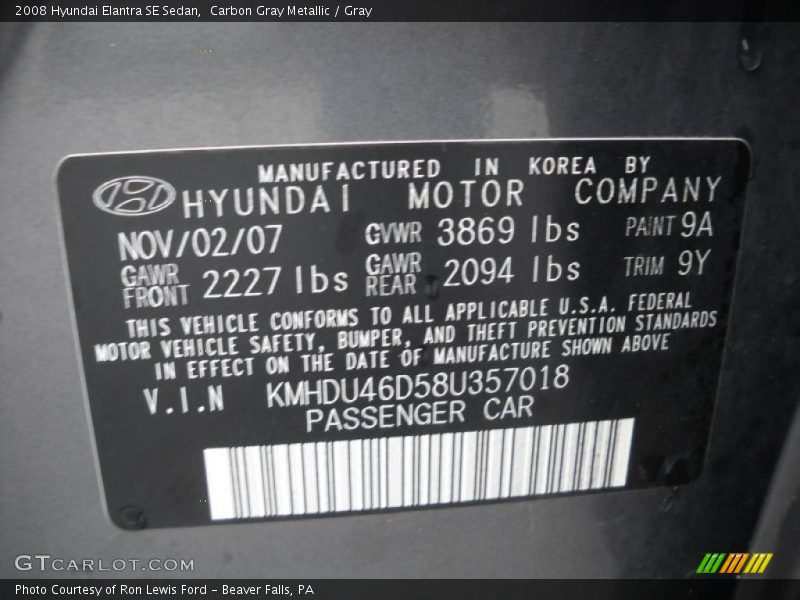 2008 Hyundai Elantra SE Sedan,  Carbon Gray Metallic / Gray
MANUFACTURED IN KOREA BY
HYUNDAI MOTOR COMPANY
NOV/02/07 GVWR 3869 lbs PAINT 9A
GAWR FRONT 2227 lbs GAWR REAR 2094 lbs TRIM 9Y
THIS VEHICLE CONFORMS TO ALL APPLICABLE U.S.A. FEDERAL
MOTOR VEHICLE SAFETY, BUMPER, AND THEFT PREVENTION STANDARDS
IN EFFECT ON THE DATE OF MANUFACTURE SHOWN ABOVE
V.I.N KMHDU46D58U357018
PASSENGER CAR
GTCARLOT.COM
Photo Courtesy of Ron Lewis Ford - Beaver Falls, PA